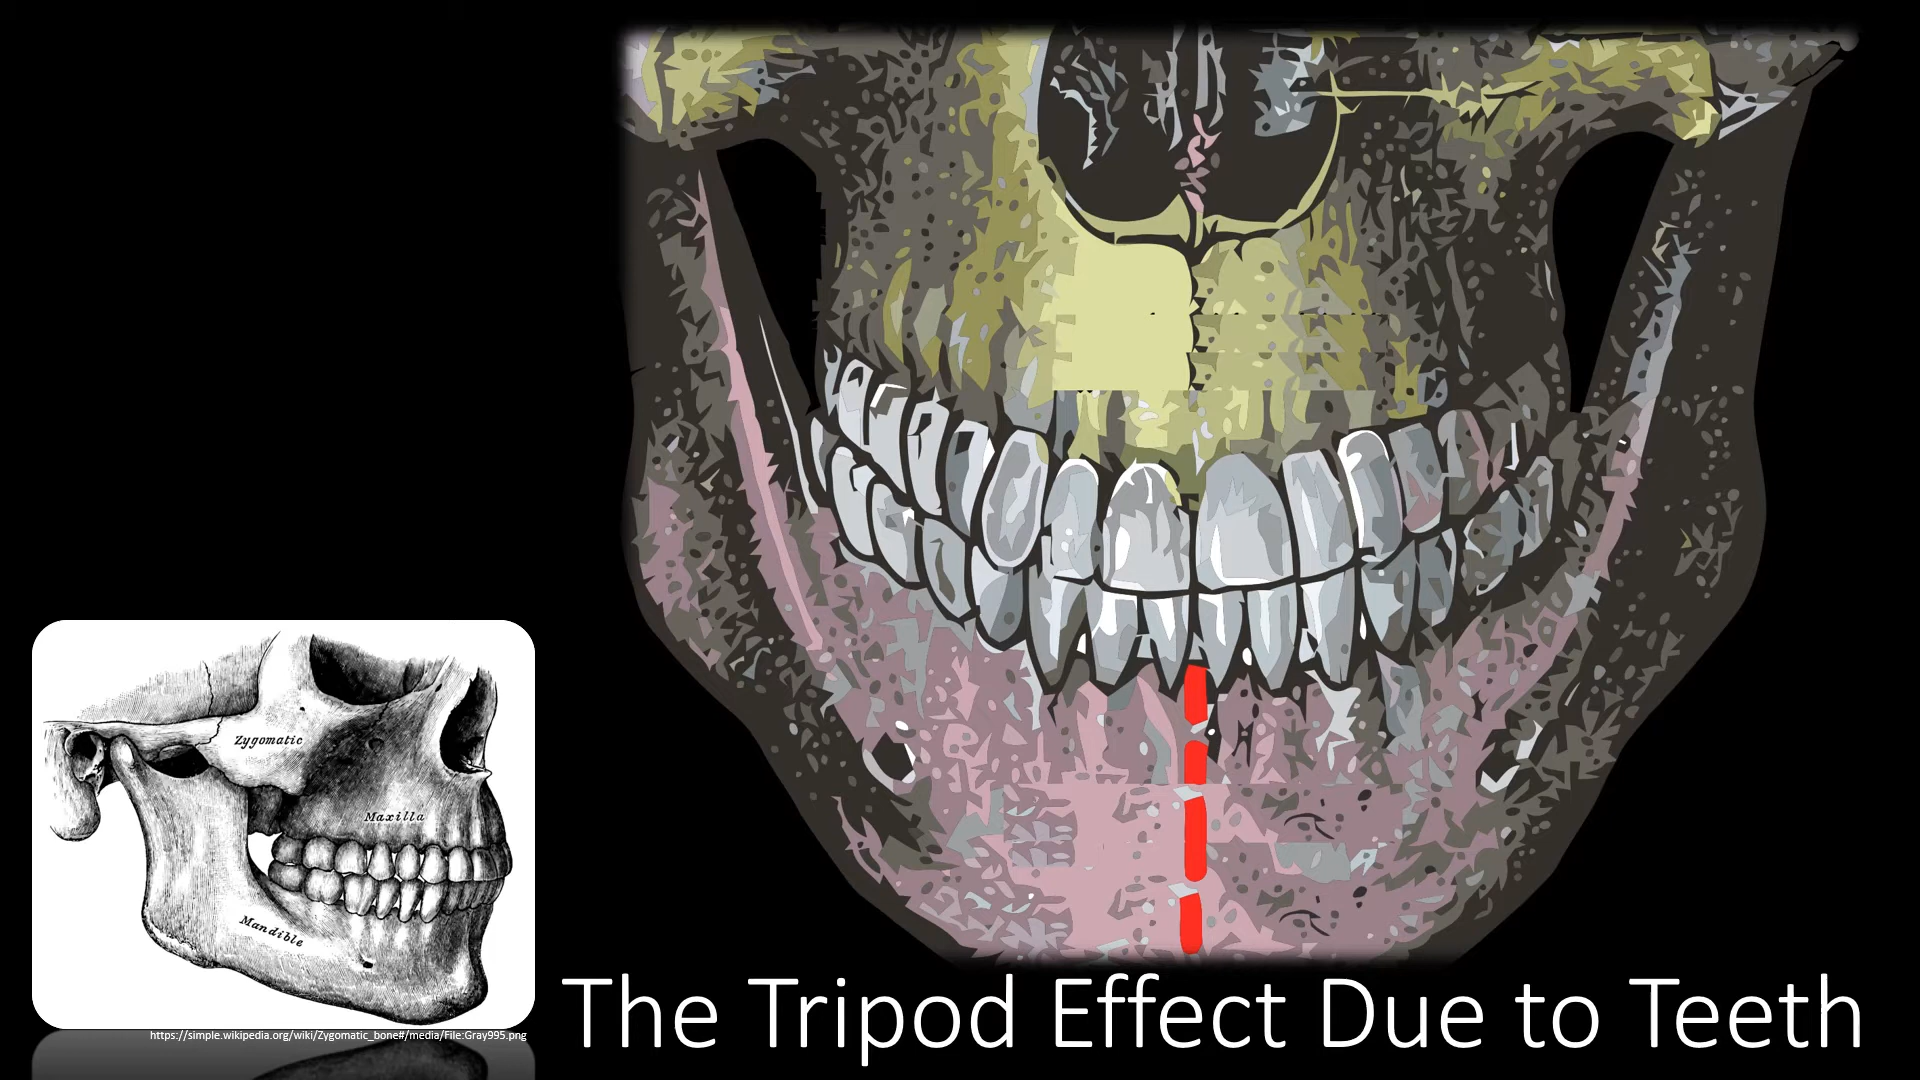 Zygomatic
Maxilla
Mandible
https://simple.wikipedia.org/wiki/Zygomatic_bone#/media/File:Gray995.png
The Tripod Effect Due to Teeth